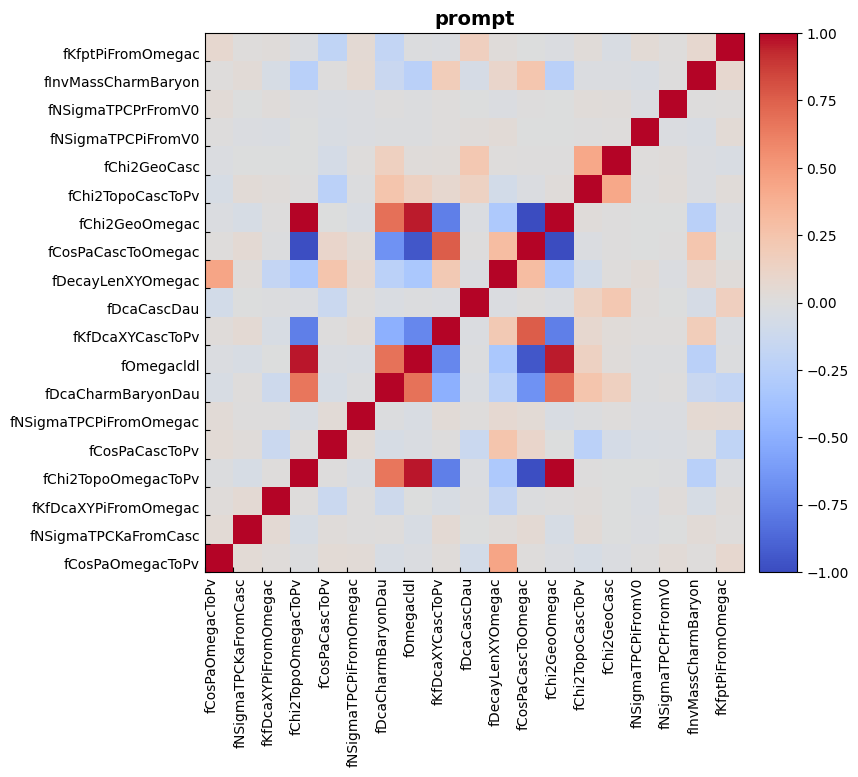 prompt
fKfptPiFromOmegac
fInvMassCharmBaryon
fNSigmaTPCPrFromV0
fNSigmaTPCPiFromV0
fChi2GeoCasc
fChi2TopoCascToPv
fChi2GeoOmegac
fCosPaCascToOmegac
fDecayLenXYOmegac
fDcaCascDau
fKfDcaXYCascToPv
fOmegacldl
fDcaCharmBaryonDau
fNSigmaTPCPiFromOmegac
fCosPaCascToPv
fChi2TopoOmegacToPv
fKfDcaXYPiFromOmegac
fNSigmaTPCKaFromCasc
fCosPaOmegacToPv
fCosPaOmegacToPv
fNSigmaTPCKaFromCasc
fKfDcaXYPiFromOmegac
fChi2TopoOmegacToPv
fCosPaCascToPv
fNSigmaTPCPiFromOmegac
fDcaCharmBaryonDau
fOmegacldl
fKfDcaXYCascToPv
fDcaCascDau
fDecayLenXYOmegac
fCosPaCascToOmegac
fChi2GeoOmegac
fChi2TopoCascToPv
fChi2GeoCasc
fNSigmaTPCPiFromV0
fNSigmaTPCPrFromV0
fInvMassCharmBaryon
fKfptPiFromOmegac
1.00
0.75
0.50
0.25
0.00
−0.25
−0.50
−0.75
−1.00